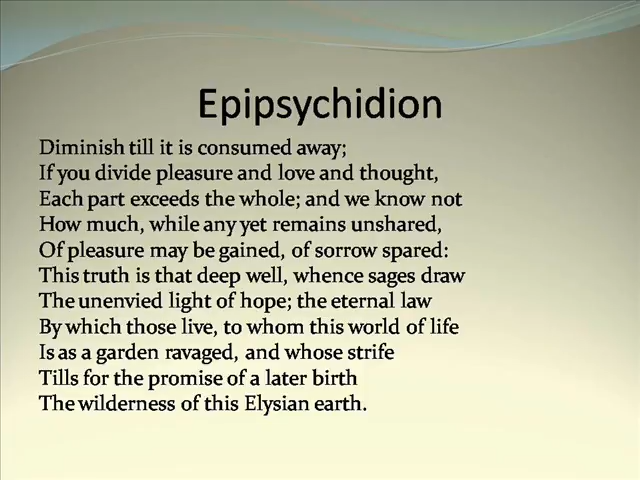 Epipsychidion
Diminish till it is consumed away;
If you divide pleasure and love and thought,
Each part exceeds the whole; and we know not
How much, while any yet remains unshared,
Of pleasure may be gained, of sorrow spared:
This truth is that deep well, whence sages draw
The unenvied light of hope; the eternal law
By which those live, to whom this world of life
Is as a garden ravaged, and whose strife
Tills for the promise of a later birth
The wilderness of this Elysian earth.